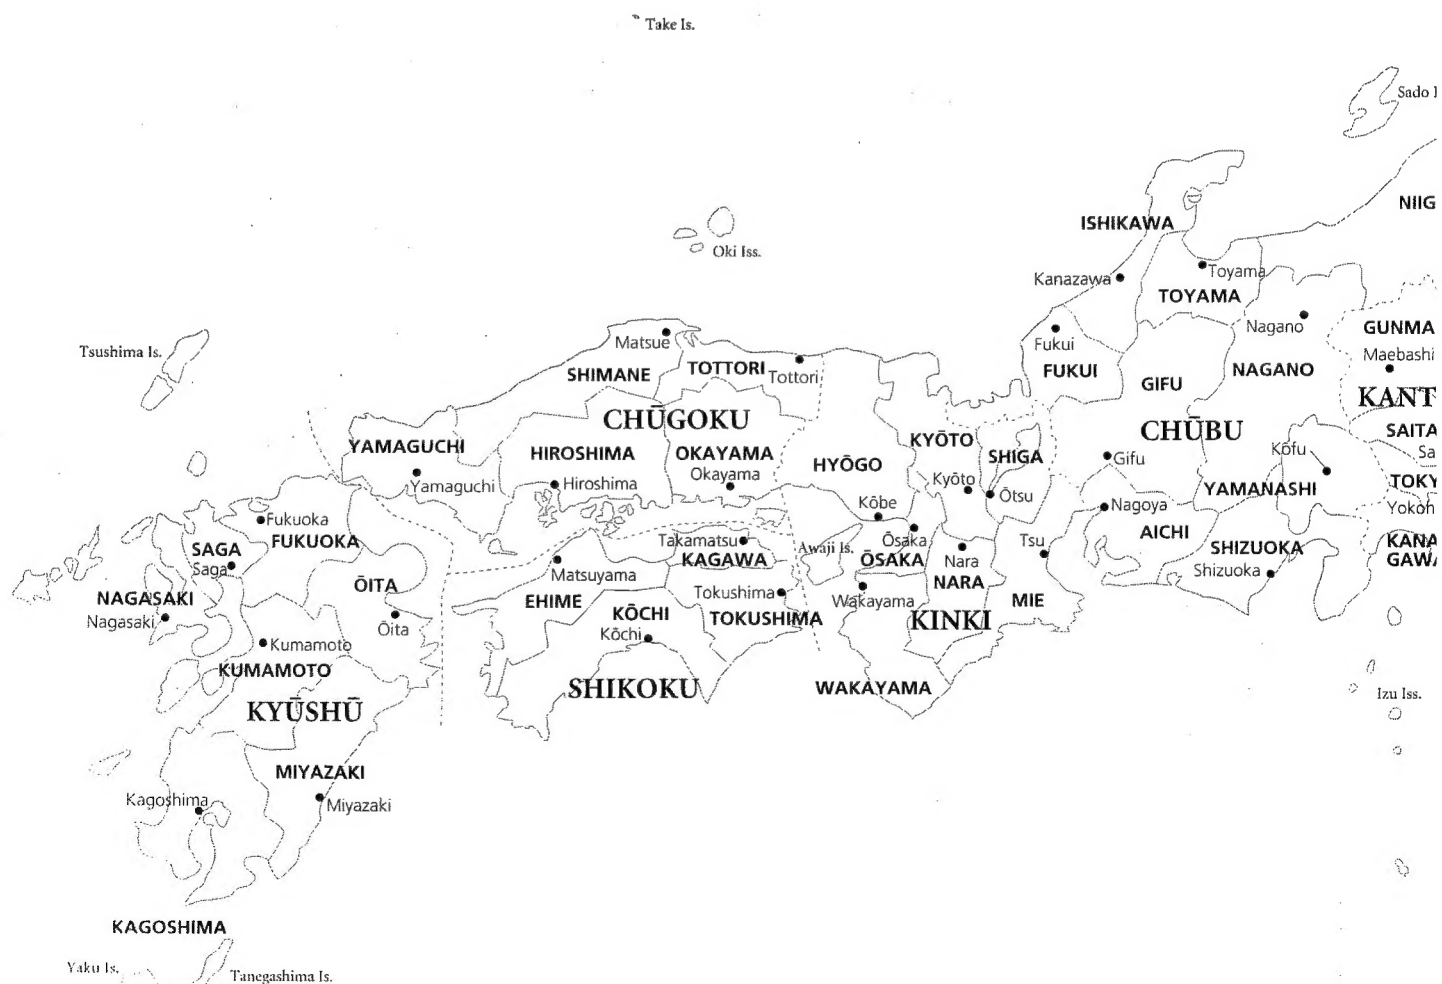 Take Is.
Sado I
NIIG
ISHIKAWA
Oki Iss.
Kanazawa
Toyama
TOYAMA
Nagano
GUNMA
Maebashi
Tsushima Is.
Matsue
SHIMANE
TOTTORI
Tottori
Fukui
FUKUI
GIFU
NAGANO
KANT
CHŪGOKU
CHŪBU
YAMAGUCHI
HIROSHIMA
OKAYAMA
Okayama
HYŌGO
KYŌTO
SHIGA
Gifu
Kōfu
SAITA
Sa
Yamaguchi
Hiroshima
Kyōto
Ōtsu
YAMANASHI
TOKY
Yokoh
Kōbe
Nagoya
Fukuoka
FUKUOKA
SAGA
Saga
Takamatsu
KAGAWA
Awaji Is.
Ōsaka
ŌSAKA
Nara
NARA
Tsu
AICHI
SHIZUOKA
Shizuoka
KANA
GAWA
Matsuyama
EHIME
ŌITA
Ōita
NAGASAKI
Nagasaki
KŌCHI
Kōchi
Tokushima
TOKUSHIMA
Wakayama
KINKI
MIE
Kumamoto
KUMAMOTO
SHIKOKU
WAKAYAMA
Izu Iss.
KYŪSHŪ
MIYAZAKI
Miyazaki
Kagoshima
KAGOSHIMA
Yaku Is.
Tanegashima Is.